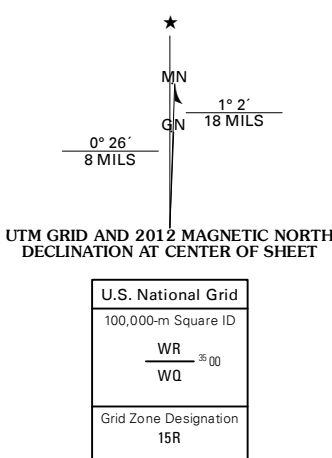 ★
MN
1° 2´
18 MILS
GN
0° 26´
8 MILS
UTM GRID AND 2012 MAGNETIC NORTH
DECLINATION AT CENTER OF SHEET
U.S. National Grid
100,000-m Square ID
WR
35 00
WQ
Grid Zone Designation
15R